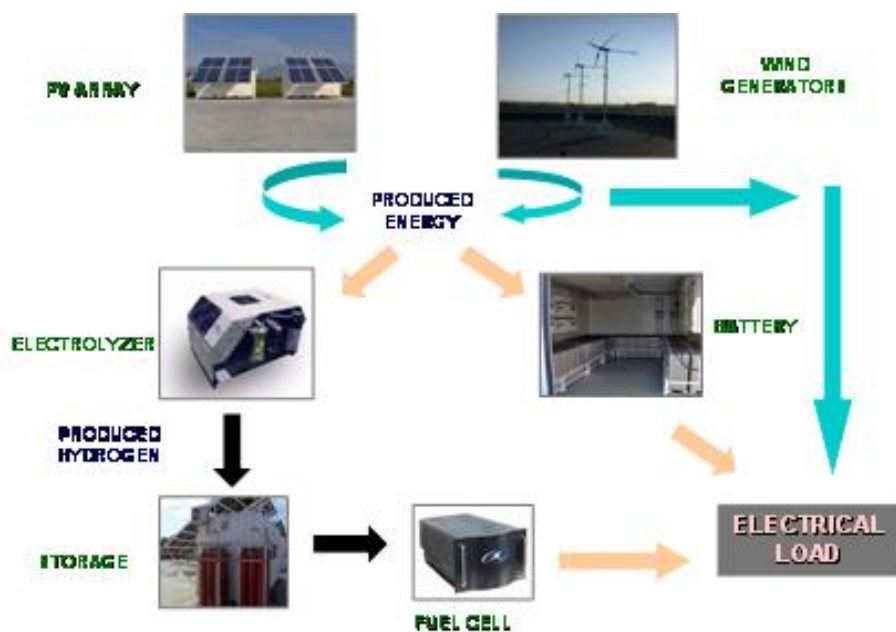 PV ARRAY
WIND
GENERATORS
PRODUCED
ENERGY
ELECTROLYZER
BATTERY
PRODUCED
HYDROGEN
STORAGE
ELECTRICAL
LOAD
FUEL CELL